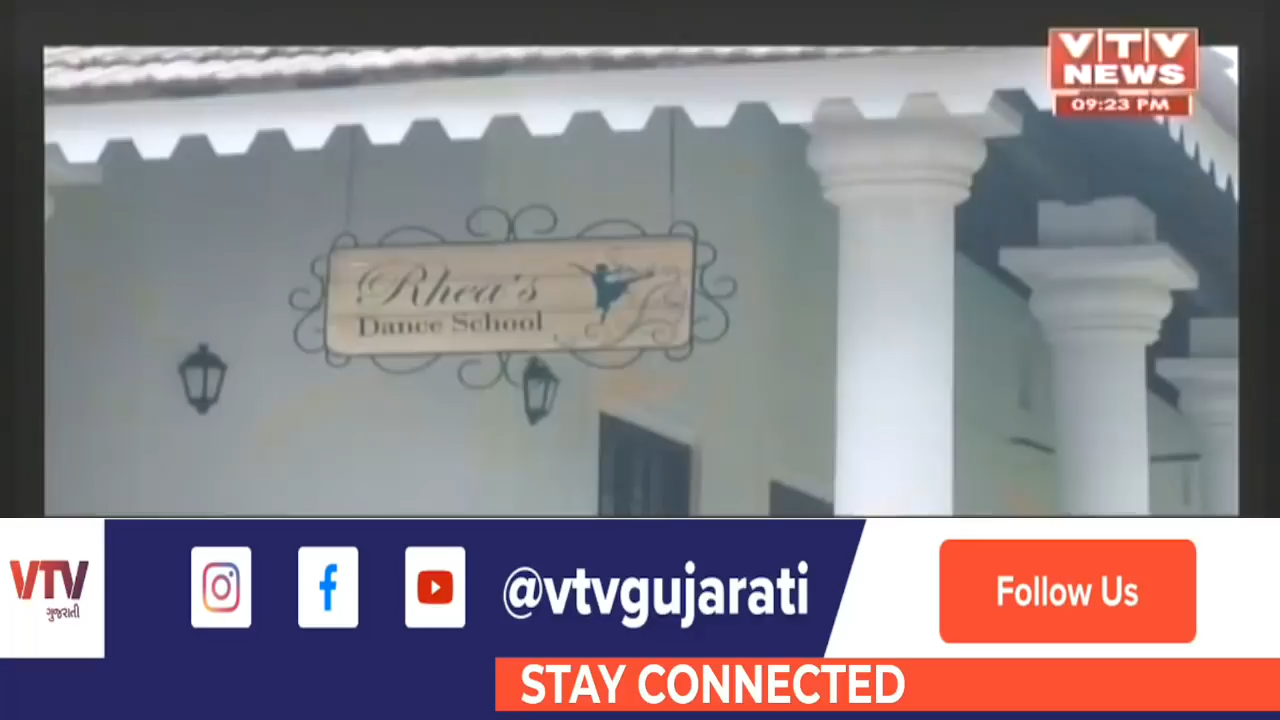 VTV
NEWS
09:23 PM
Rhea's
Dance School
VTV
ગુજરાતી
@vtvgujarati
Follow Us
STAY CONNECTED